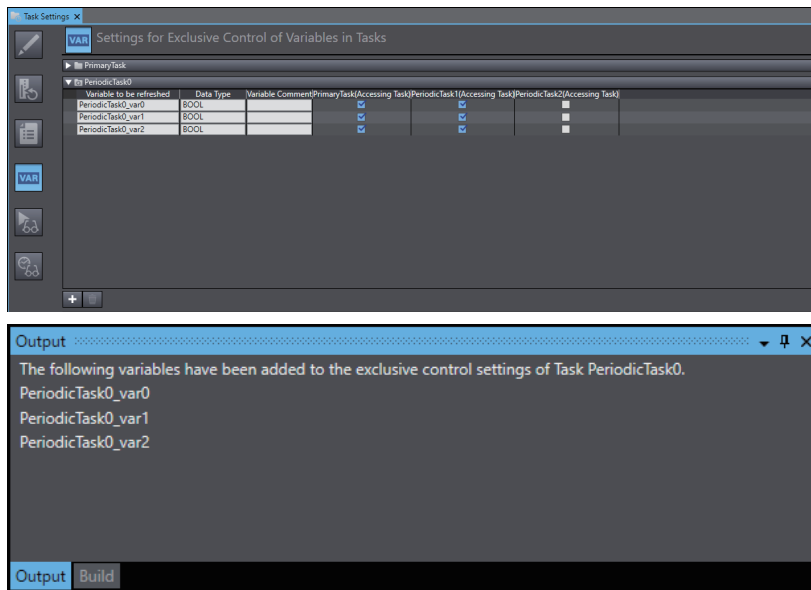 Task Settings
VAR Settings for Exclusive Control of Variables in Tasks
PrimaryTask
PeriodicTask0
Variable to be refreshed Data Type Variable Comment PrimaryTask(Accessing Task) PeriodicTask1(Accessing Task) PeriodicTask2(Accessing Task)
PeriodicTask0_var0 BOOL
PeriodicTask0_var1 BOOL
PeriodicTask0_var2 BOOL
VAR
Output
The following variables have been added to the exclusive control settings of Task PeriodicTask0.
PeriodicTask0_var0
PeriodicTask0_var1
PeriodicTask0_var2
Output Build